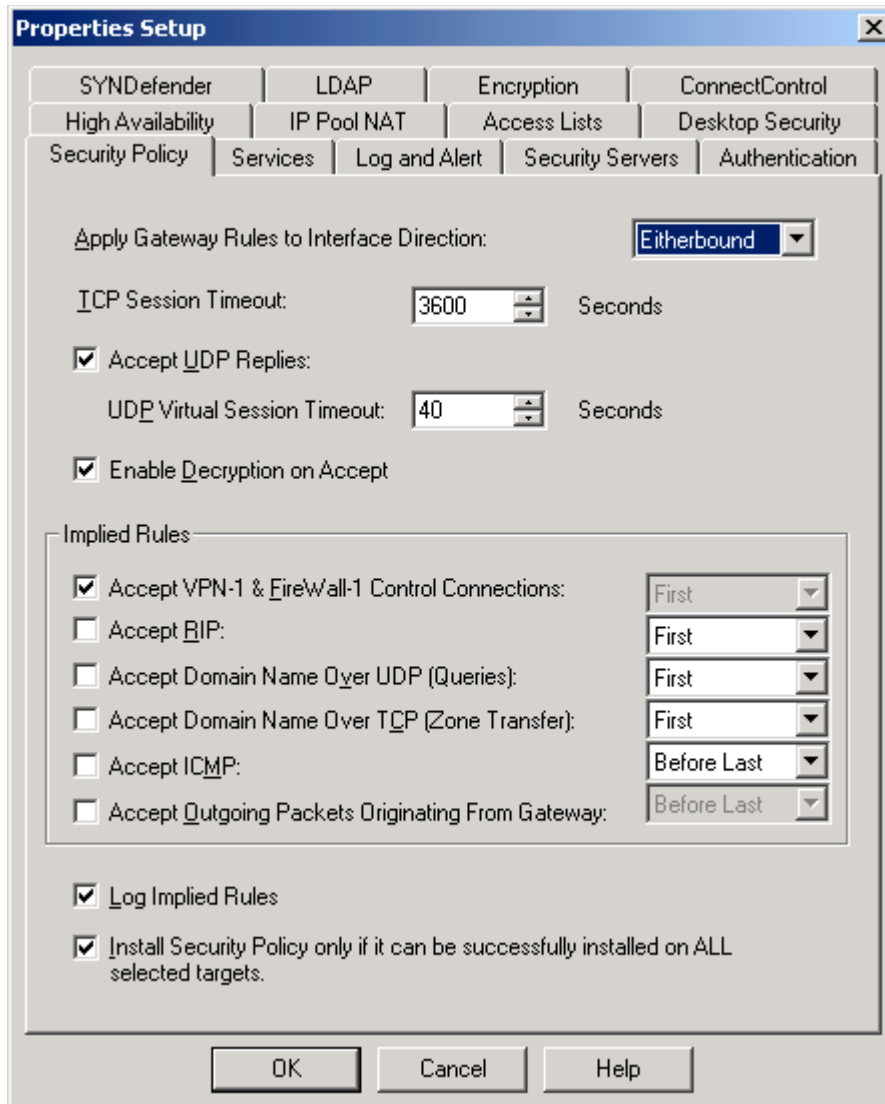 Properties Setup
SYNDefender LDAP Encryption ConnectControl
High Availability IP Pool NAT Access Lists Desktop Security
Security Policy Services Log and Alert Security Servers Authentication
Apply Gateway Rules to Interface Direction: Eitherbound
TCP Session Timeout: 3600 Seconds
Accept UDP Replies:
UDP Virtual Session Timeout: 40 Seconds
Enable Decryption on Accept
Implied Rules
Accept VPN-1 & FireWall-1 Control Connections: First
Accept RIP: First
Accept Domain Name Over UDP (Queries): First
Accept Domain Name Over TCP (Zone Transfer): First
Accept ICMP: Before Last
Accept Outgoing Packets Originating From Gateway: Before Last
Log Implied Rules
Install Security Policy only if it can be successfully installed on ALL
selected targets.
OK Cancel Help